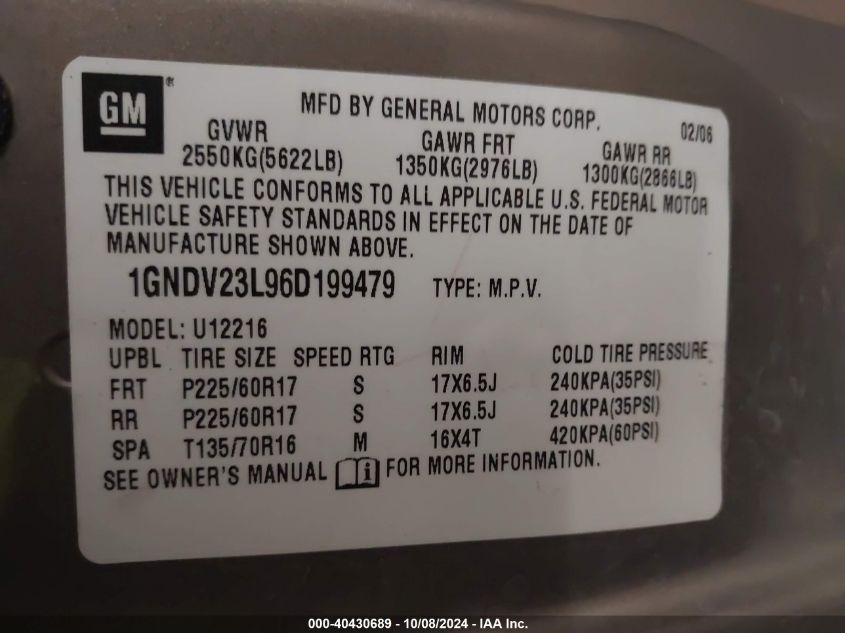 GM ®
MFD BY GENERAL MOTORS CORP. 02/06
GVWR GAWR FRT GAWR RR
2550KG(5622LB) 1350KG(2976LB) 1300KG(2866LB)
THIS VEHICLE CONFORMS TO ALL APPLICABLE U.S. FEDERAL MOTOR
VEHICLE SAFETY STANDARDS IN EFFECT ON THE DATE OF
MANUFACTURE SHOWN ABOVE.
1GNDV23L96D199479 TYPE: M.P.V.
MODEL: U12216
UPBL TIRE SIZE SPEED RTG RIM COLD TIRE PRESSURE
FRT P225/60R17 S 17X6.5J 240KPA(35PSI)
RR P225/60R17 S 17X6.5J 240KPA(35PSI)
SPA T135/70R16 M 16X4T 420KPA(60PSI)
SEE OWNER'S MANUAL i FOR MORE INFORMATION.
000-40430689 - 10/08/2024 - IAA Inc.